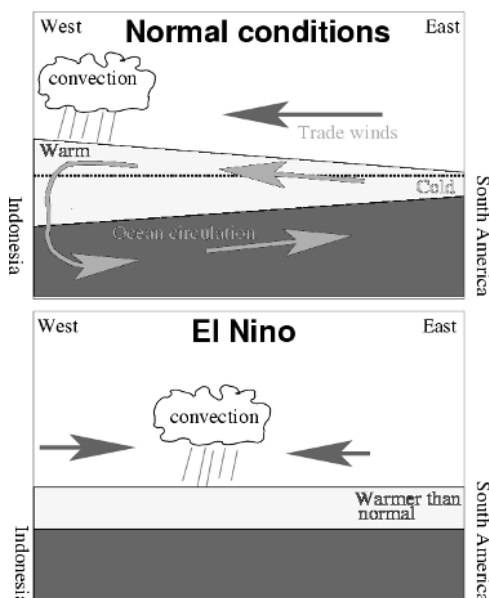 West
Normal conditions
East
convection
Trade winds
Warm
Cold
Indonesia
Ocean circulation
South America
West
El Nino
East
convection
Warmer than
normal
Indonesia
South America